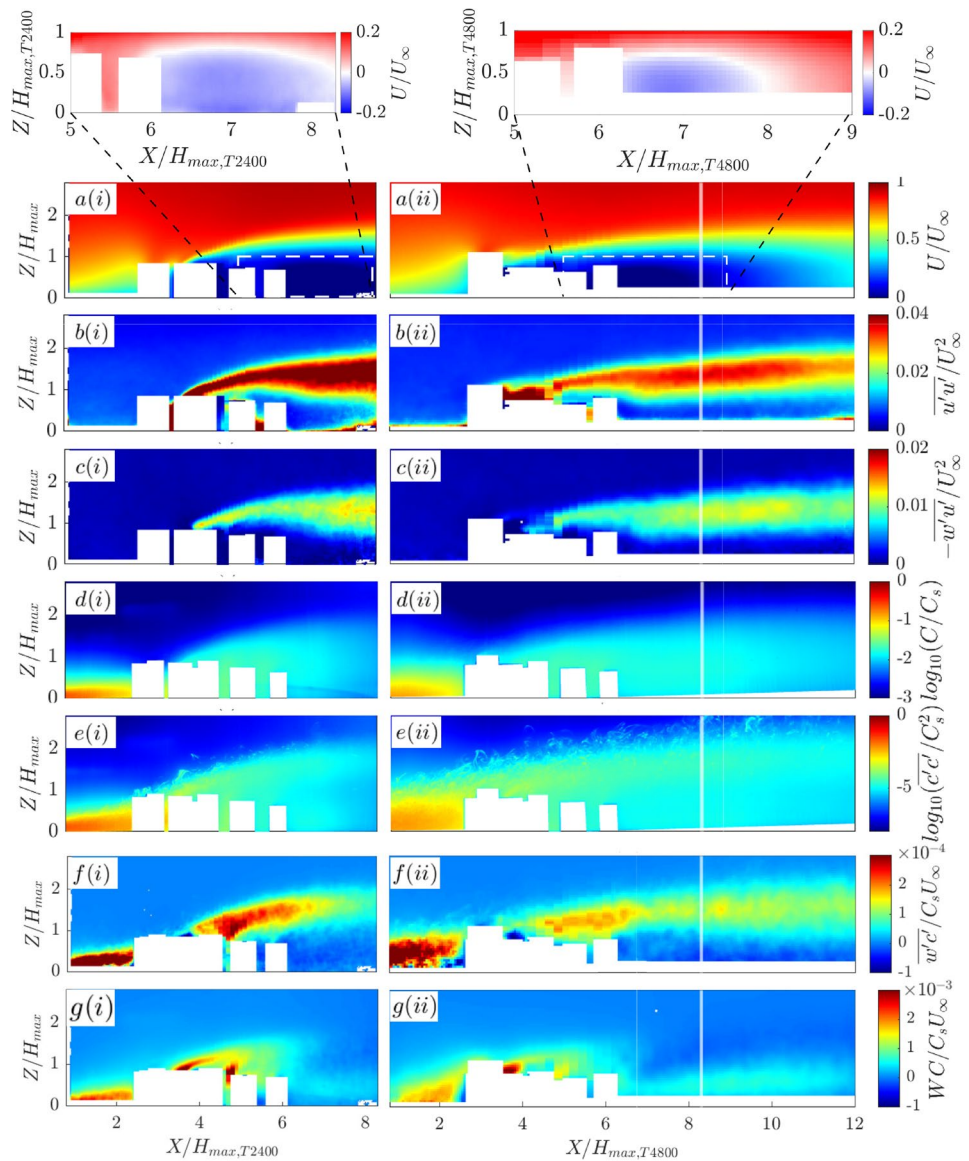 Z/H_{max,T2400}
1
0.5
0
5
6
7
8
X/H_{max,T2400}
0.2
0
-0.2
U/U_∞
Z/H_{max,T4800}
1
0.5
0
5
6
7
8
9
X/H_{max,T4800}
0.2
0
-0.2
U/U_∞
a(i)
a(ii)
Z/H_{max}
2
1
0
1
0.5
0
U/U_∞
b(i)
b(ii)
Z/H_{max}
2
1
0
0.04
0.02
0
\overline{u'u'}/U_∞^2
c(i)
c(ii)
Z/H_{max}
2
1
0
0.02
0.01
0
-\overline{w'u'}/U_∞^2
d(i)
d(ii)
Z/H_{max}
2
1
0
0
-1
-2
-3
log_{10}(C/C_s)
e(i)
e(ii)
Z/H_{max}
2
1
0
0
-5
log_{10}(\overline{c'c'}/C_s^2)
f(i)
f(ii)
Z/H_{max}
2
1
0
×10^{-4}
2
1
0
-1
\overline{w'c'}/C_sU_∞
g(i)
g(ii)
Z/H_{max}
2
1
0
×10^{-3}
2
1
0
-1
WC/C_sU_∞
2
4
6
8
X/H_{max,T2400}
2
4
6
8
10
12
X/H_{max,T4800}